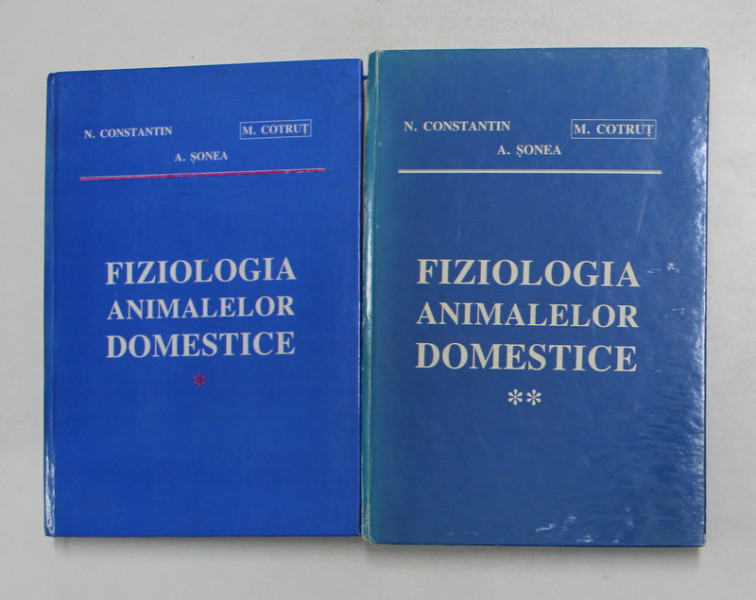 N. CONSTANTIN M. COTRUȚ
A. ȘONEA
FIZIOLOGIA
ANIMALELOR
DOMESTICE
*
N. CONSTANTIN M. COTRUȚ
A. ȘONEA
FIZIOLOGIA
ANIMALELOR
DOMESTICE
**